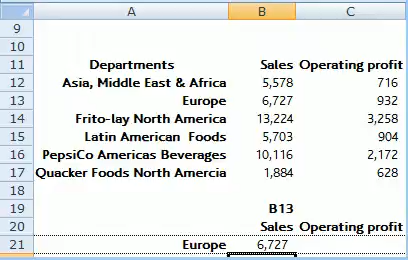 A B C
9
10
11 Departments Sales Operating profit
12 Asia, Middle East & Africa 5,578 716
13 Europe 6,727 932
14 Frito-lay North America 13,224 3,258
15 Latin American Foods 5,703 904
16 PepsiCo Americas Beverages 10,116 2,172
17 Quacker Foods North Amercia 1,884 628
18
19 B13
20 Sales Operating profit
21 Europe 6,727